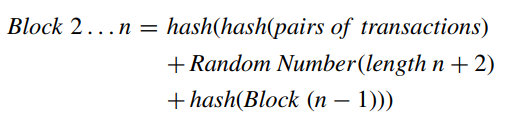 Block 2 . . . n = hash(hash(pairs of transactions)
+ Random Number(length n + 2)
+ hash(Block (n − 1)))